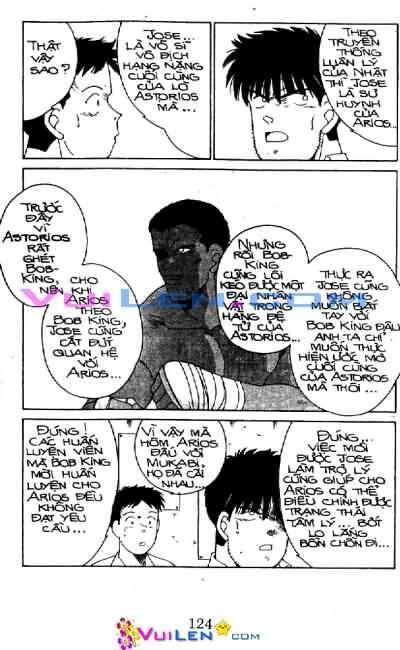 THEO
TRUYỀN
THỐNG
LUÂN LÝ
CỦA NHẬT
THÌ JOSE
LÀ SƯ
HUYNH
CỦA
ARIOS...
JOSE...
LÀ VÕ SĨ
VÔ ĐỊCH
HẠNG NẶNG
CUỐI CÙNG
CỦA LÒ
ASTORIOS
MÀ...
THẬT
VẬY
SAO?
THỰC RA
JOSE CŨNG
KHÔNG
MUỐN BẮT
TAY VỚI
BOB KING ĐÂU
ANH TA CHỈ
MUỐN THỰC
HIỆN ƯỚC MƠ
CUỐI CÙNG
CỦA ASTORIOS
MÀ THÔI...
NHƯNG
RỒI BOB-
KING
CŨNG LÔI
KÉO ĐƯỢC MỘT
ĐẠI NHÂN
VẬT TRONG
HÀNG ĐỆ
TỬ CỦA
ASTORIOS...
TRƯỚC
ĐÂY
VÌ
ASTORIOS
RẤT
GHÉT
BOB-
KING,
NÊN
CHO
KHI
ARIOS
THEO
BOB KING,
JOSE CŨNG
CẮT ĐỨT
QUAN HỆ
VỚI
ARIOS...
VUILEN.COM
ĐÚNG...
VIỆC MỜI
ĐƯỢC JOSE
LÀM TRỢ LÝ
CŨNG GIÚP CHO
ARIOS CÓ THỂ
ĐIỀU CHỈNH ĐƯỢC
TRẠNG THÁI
TÂM LÝ... BỚT
LO LẮNG
BỒN CHỒN ĐI...
VÌ VẬY MÀ
HÔM ARIOS
ĐẤU VỚI
MUKABI,
HỌ ĐÃ CÃI
NHAU...
ĐÚNG!
CÁC HUẤN
LUYỆN VIÊN
MÀ BOB KING
MỜI HUẤN
LUYỆN CHO
ARIOS ĐỀU
KHÔNG
ĐẠT YÊU
CẦU...
124
VUILEN.COM